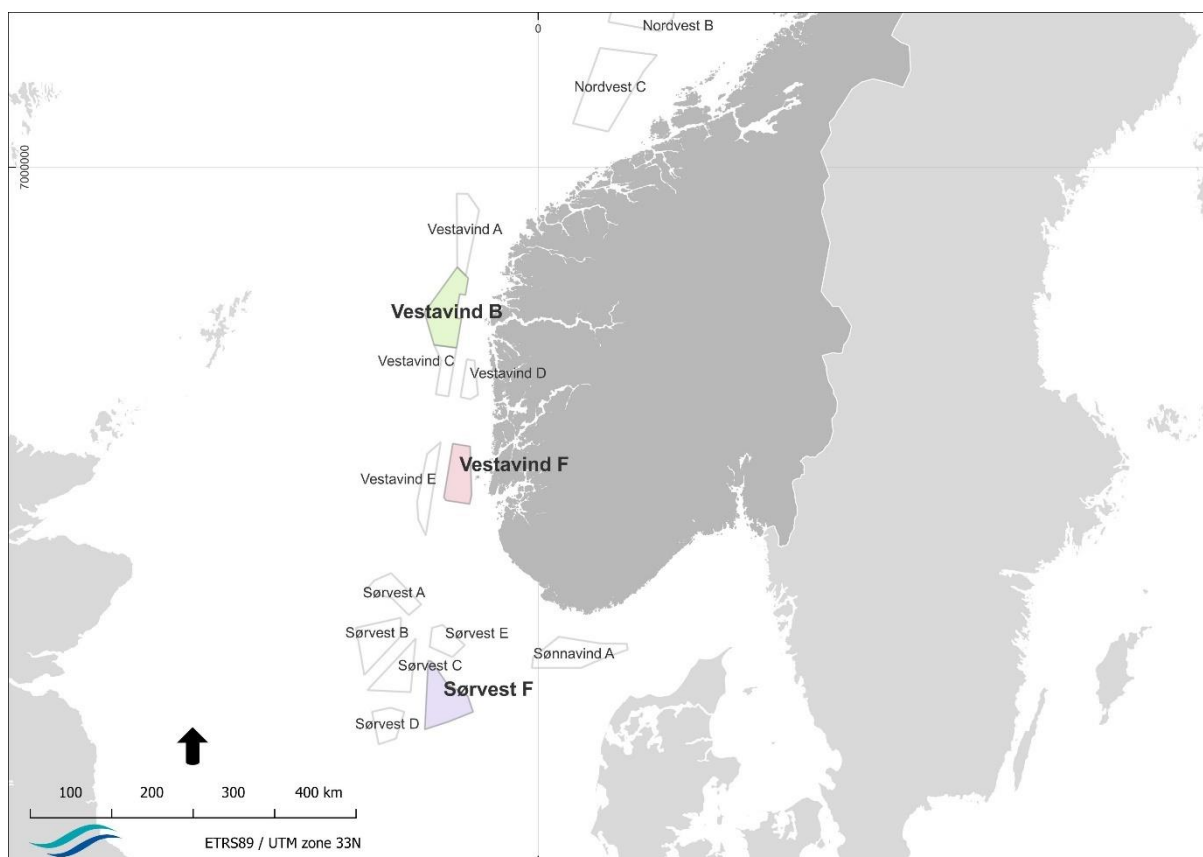 0
Nordvest B
Nordvest C
7000000
Vestavind A
Vestavind B
Vestavind C
Vestavind D
Vestavind F
Vestavind E
Sørvest A
Sørvest B
Sørvest E
Sønnavind A
Sørvest C
Sørvest F
Sørvest D
100 200 300 400 km
ETRS89 / UTM zone 33N